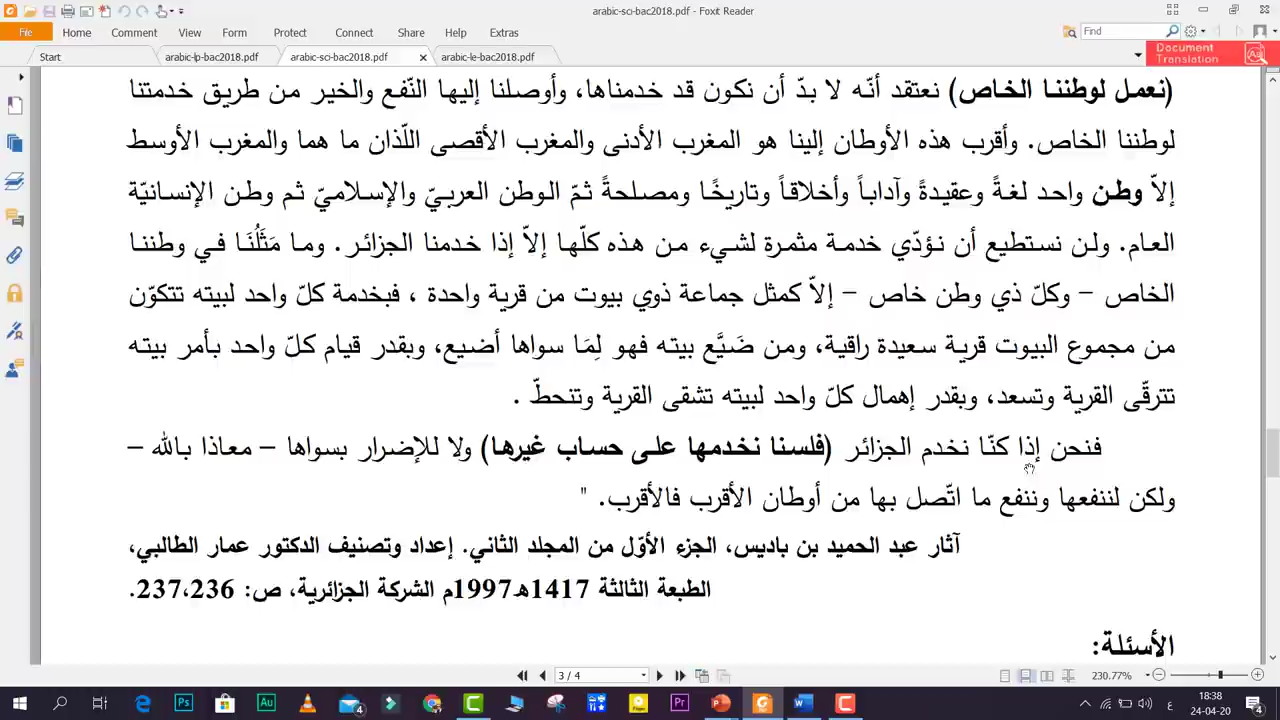 arabic-sci-bac2018.pdf - Foxit Reader
File Home Comment View Form Protect Connect Share Help Extras Find
Document Translation
Start arabic-lp-bac2018.pdf arabic-sci-bac2018.pdf arabic-le-bac2018.pdf
(نعمل لوطننا الخاص) نعتقد أنّه لا بدّ أن نكون قد خدمناها، وأوصلنا إليها النّفع والخير من طريق خدمتنا
لوطننا الخاص. وأقرب هذه الأوطان إلينا هو المغرب الأدنى والمغرب الأقصى اللّذان ما هما والمغرب الأوسط
إلاّ وطن واحد لغةً وعقيدةً وآداباً وأخلاقاً وتاريخًا ومصلحةً ثمّ الوطن العربيّ والإسلاميّ ثم وطن الإنسانيّة
العام. ولن نستطيع أن نؤدّي خدمة مثمرة لشيء من هذه كلّها إلاّ إذا خدمنا الجزائر. وما مَثَلُنَا في وطننا
الخاص – وكلّ ذي وطن خاص – إلاّ كمثل جماعة ذوي بيوت من قرية واحدة ، فبخدمة كلّ واحد لبيته تتكوّن
من مجموع البيوت قرية سعيدة راقية، ومن ضَيَّع بيته فهو لِمَا سواها أضيع، وبقدر قيام كلّ واحد بأمر بيته
تترقّى القرية وتسعد، وبقدر إهمال كلّ واحد لبيته تشقى القرية وتنحطّ .
فنحن إذا كنّا نخدم الجزائر (فلسنا نخدمها على حساب غيرها) ولا للإضرار بسواها – معاذا بالله –
ولكن لننفعها وننفع ما اتّصل بها من أوطان الأقرب فالأقرب. "
آثار عبد الحميد بن باديس، الجزء الأوّل من المجلد الثاني. إعداد وتصنيف الدكتور عمار الطالبي،
الطبعة الثالثة 1417هـ1997م الشركة الجزائرية، ص: 237،236.
الأسئلة:
3 / 4 230.77%
18:38
24-04-20